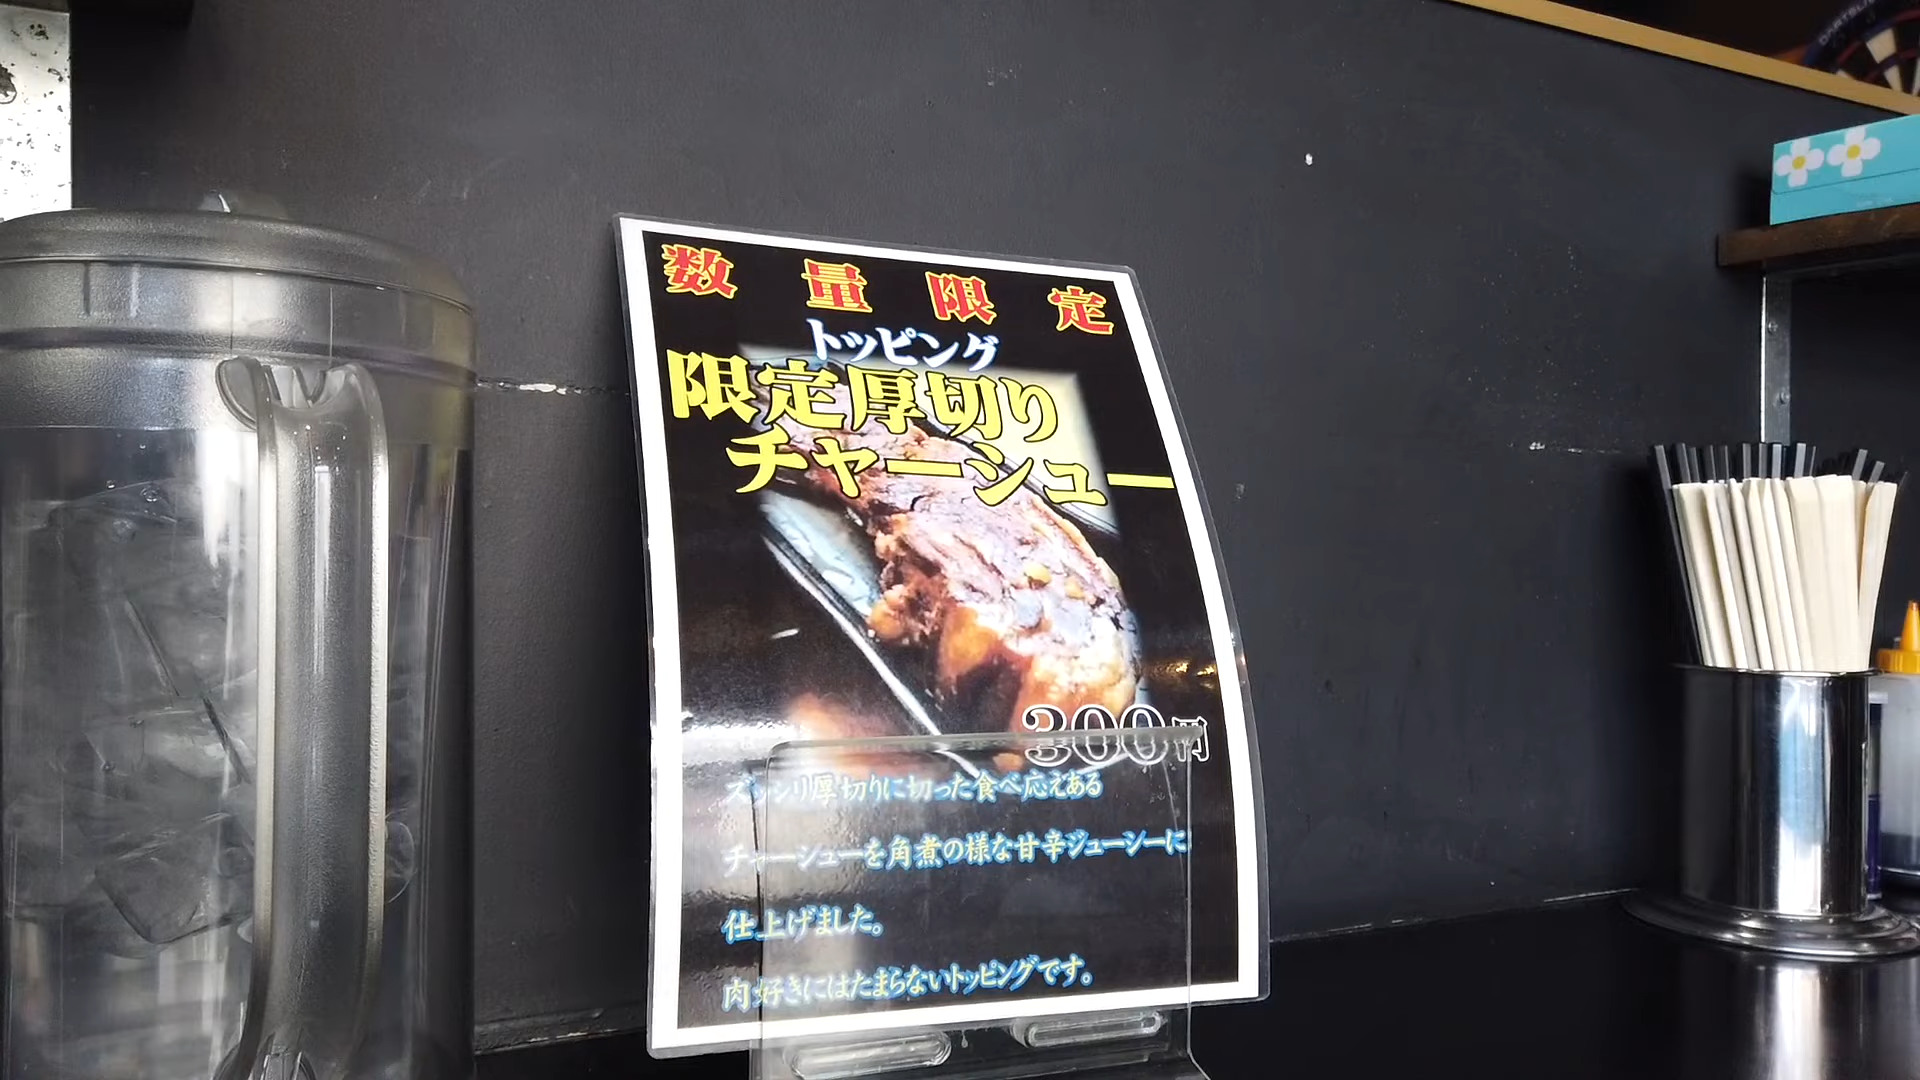 数量限定
トッピング
限定厚切り
チャーシュー
300円
ズッシリ厚切りに切った食べ応えある
チャーシューを角煮の様な甘辛ジューシーに
仕上げました。
肉好きにはたまらないトッピングです。